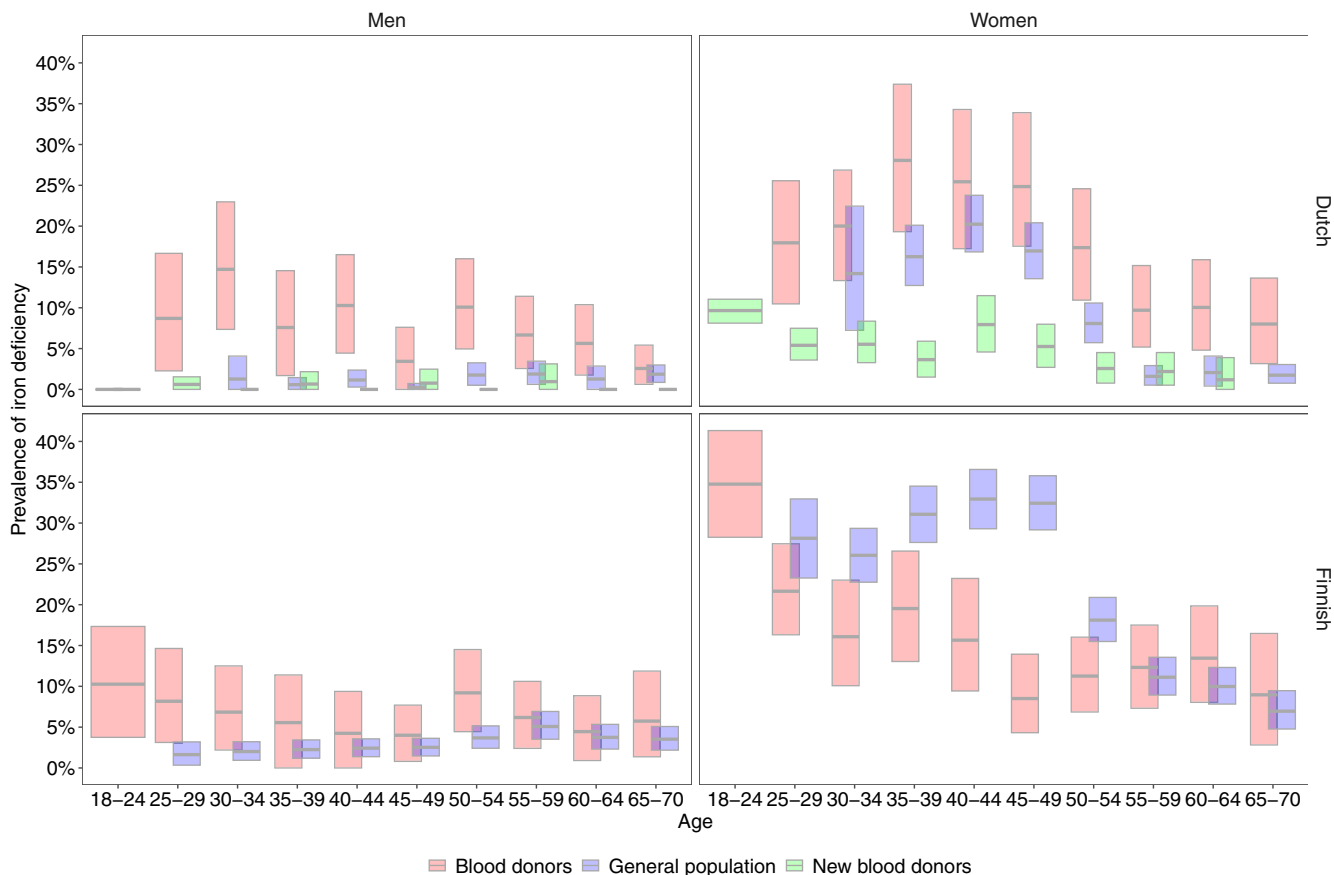 Men Women
40%
35%
30%
25%
20%
15%
10%
5%
0%
Dutch
40%
35%
30%
25%
20%
15%
10%
5%
0%
Finnish
Prevalence of iron deficiency
18–24 25–29 30–34 35–39 40–44 45–49 50–54 55–59 60–64 65–70 18–24 25–29 30–34 35–39 40–44 45–49 50–54 55–59 60–64 65–70
Age
Blood donors General population New blood donors